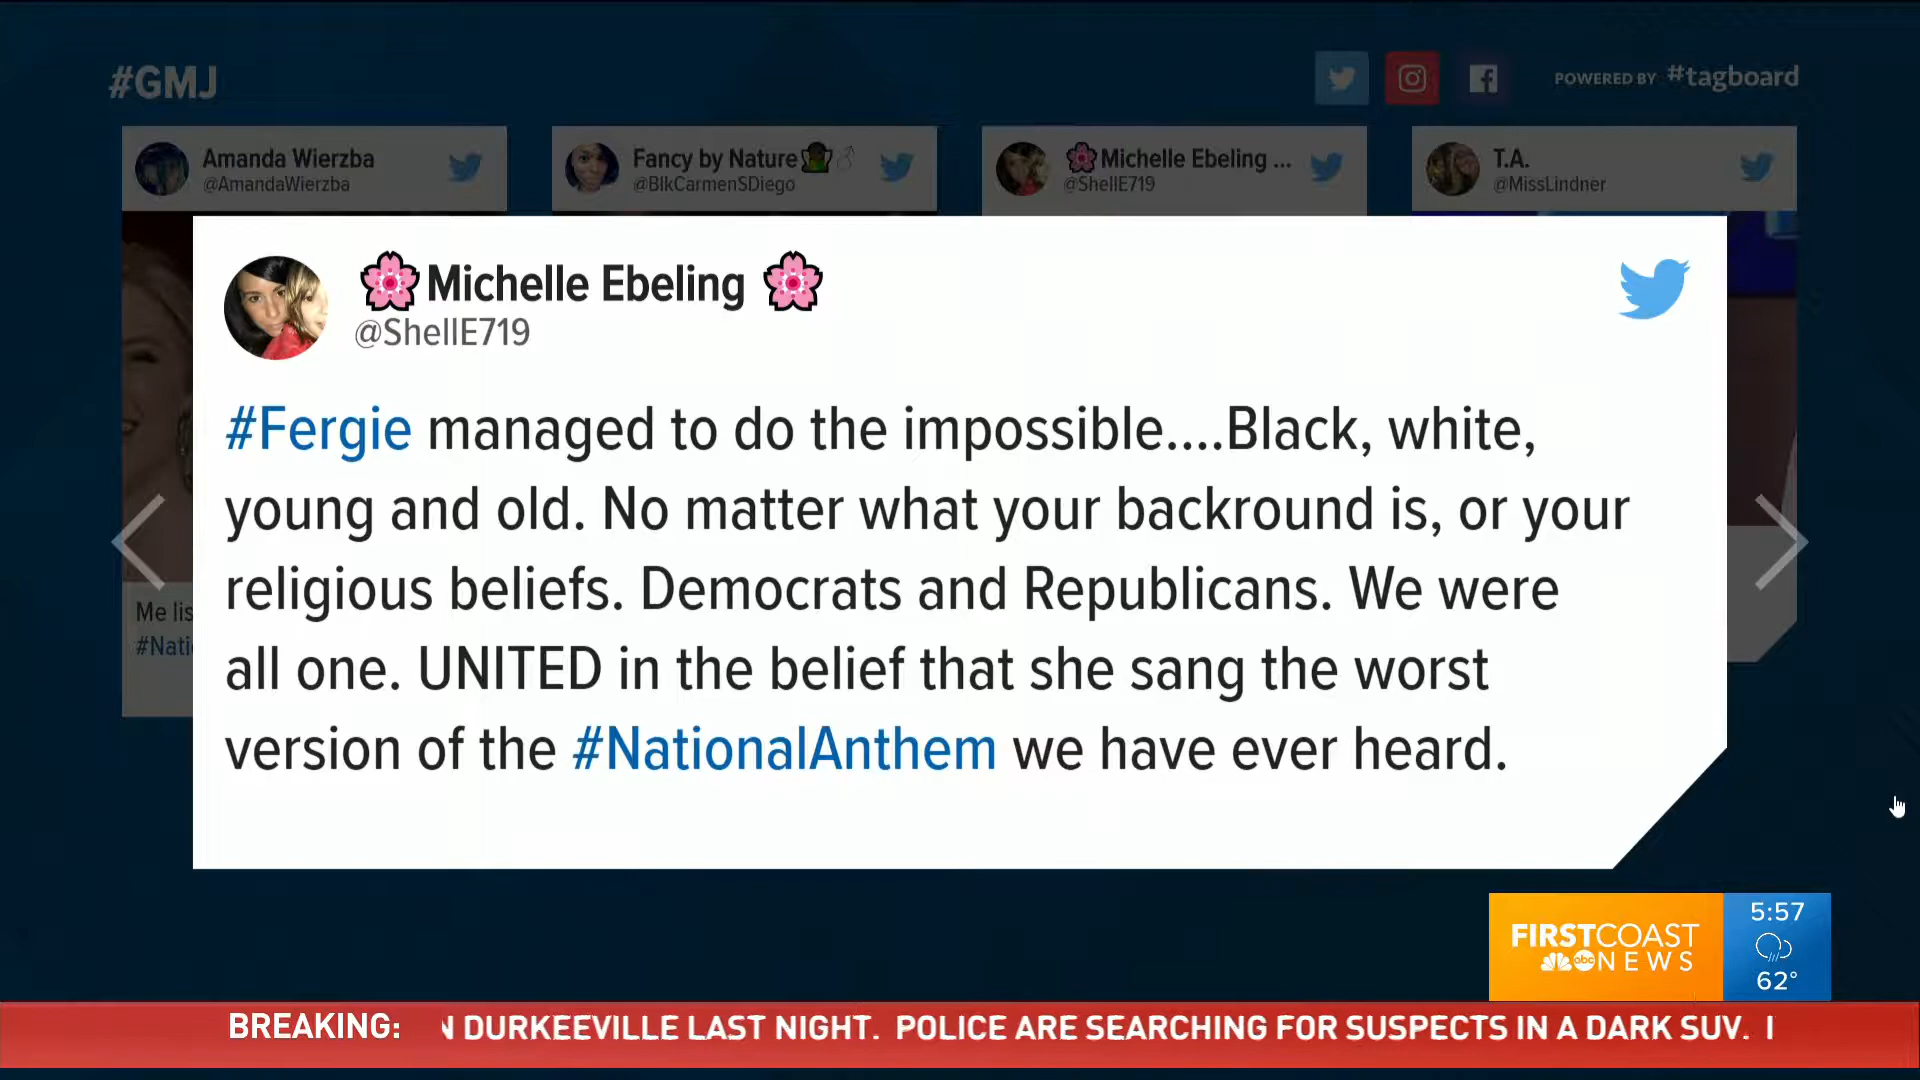 #GMJ
POWERED BY #tagboard
Amanda Wierzba
@AmandaWierzba
Fancy by Nature
@BlkCarmenSDiego
🌸Michelle Ebeling ...
@ShellE719
T.A.
@MissLindner
🌸Michelle Ebeling 🌸
@ShellE719
#Fergie managed to do the impossible....Black, white,
young and old. No matter what your backround is, or your
religious beliefs. Democrats and Republicans. We were
all one. UNITED in the belief that she sang the worst
version of the #NationalAnthem we have ever heard.
Me lis
#Nati
FIRSTCOAST
abc NEWS
5:57
62°
BREAKING: N DURKEEVILLE LAST NIGHT. POLICE ARE SEARCHING FOR SUSPECTS IN A DARK SUV. I